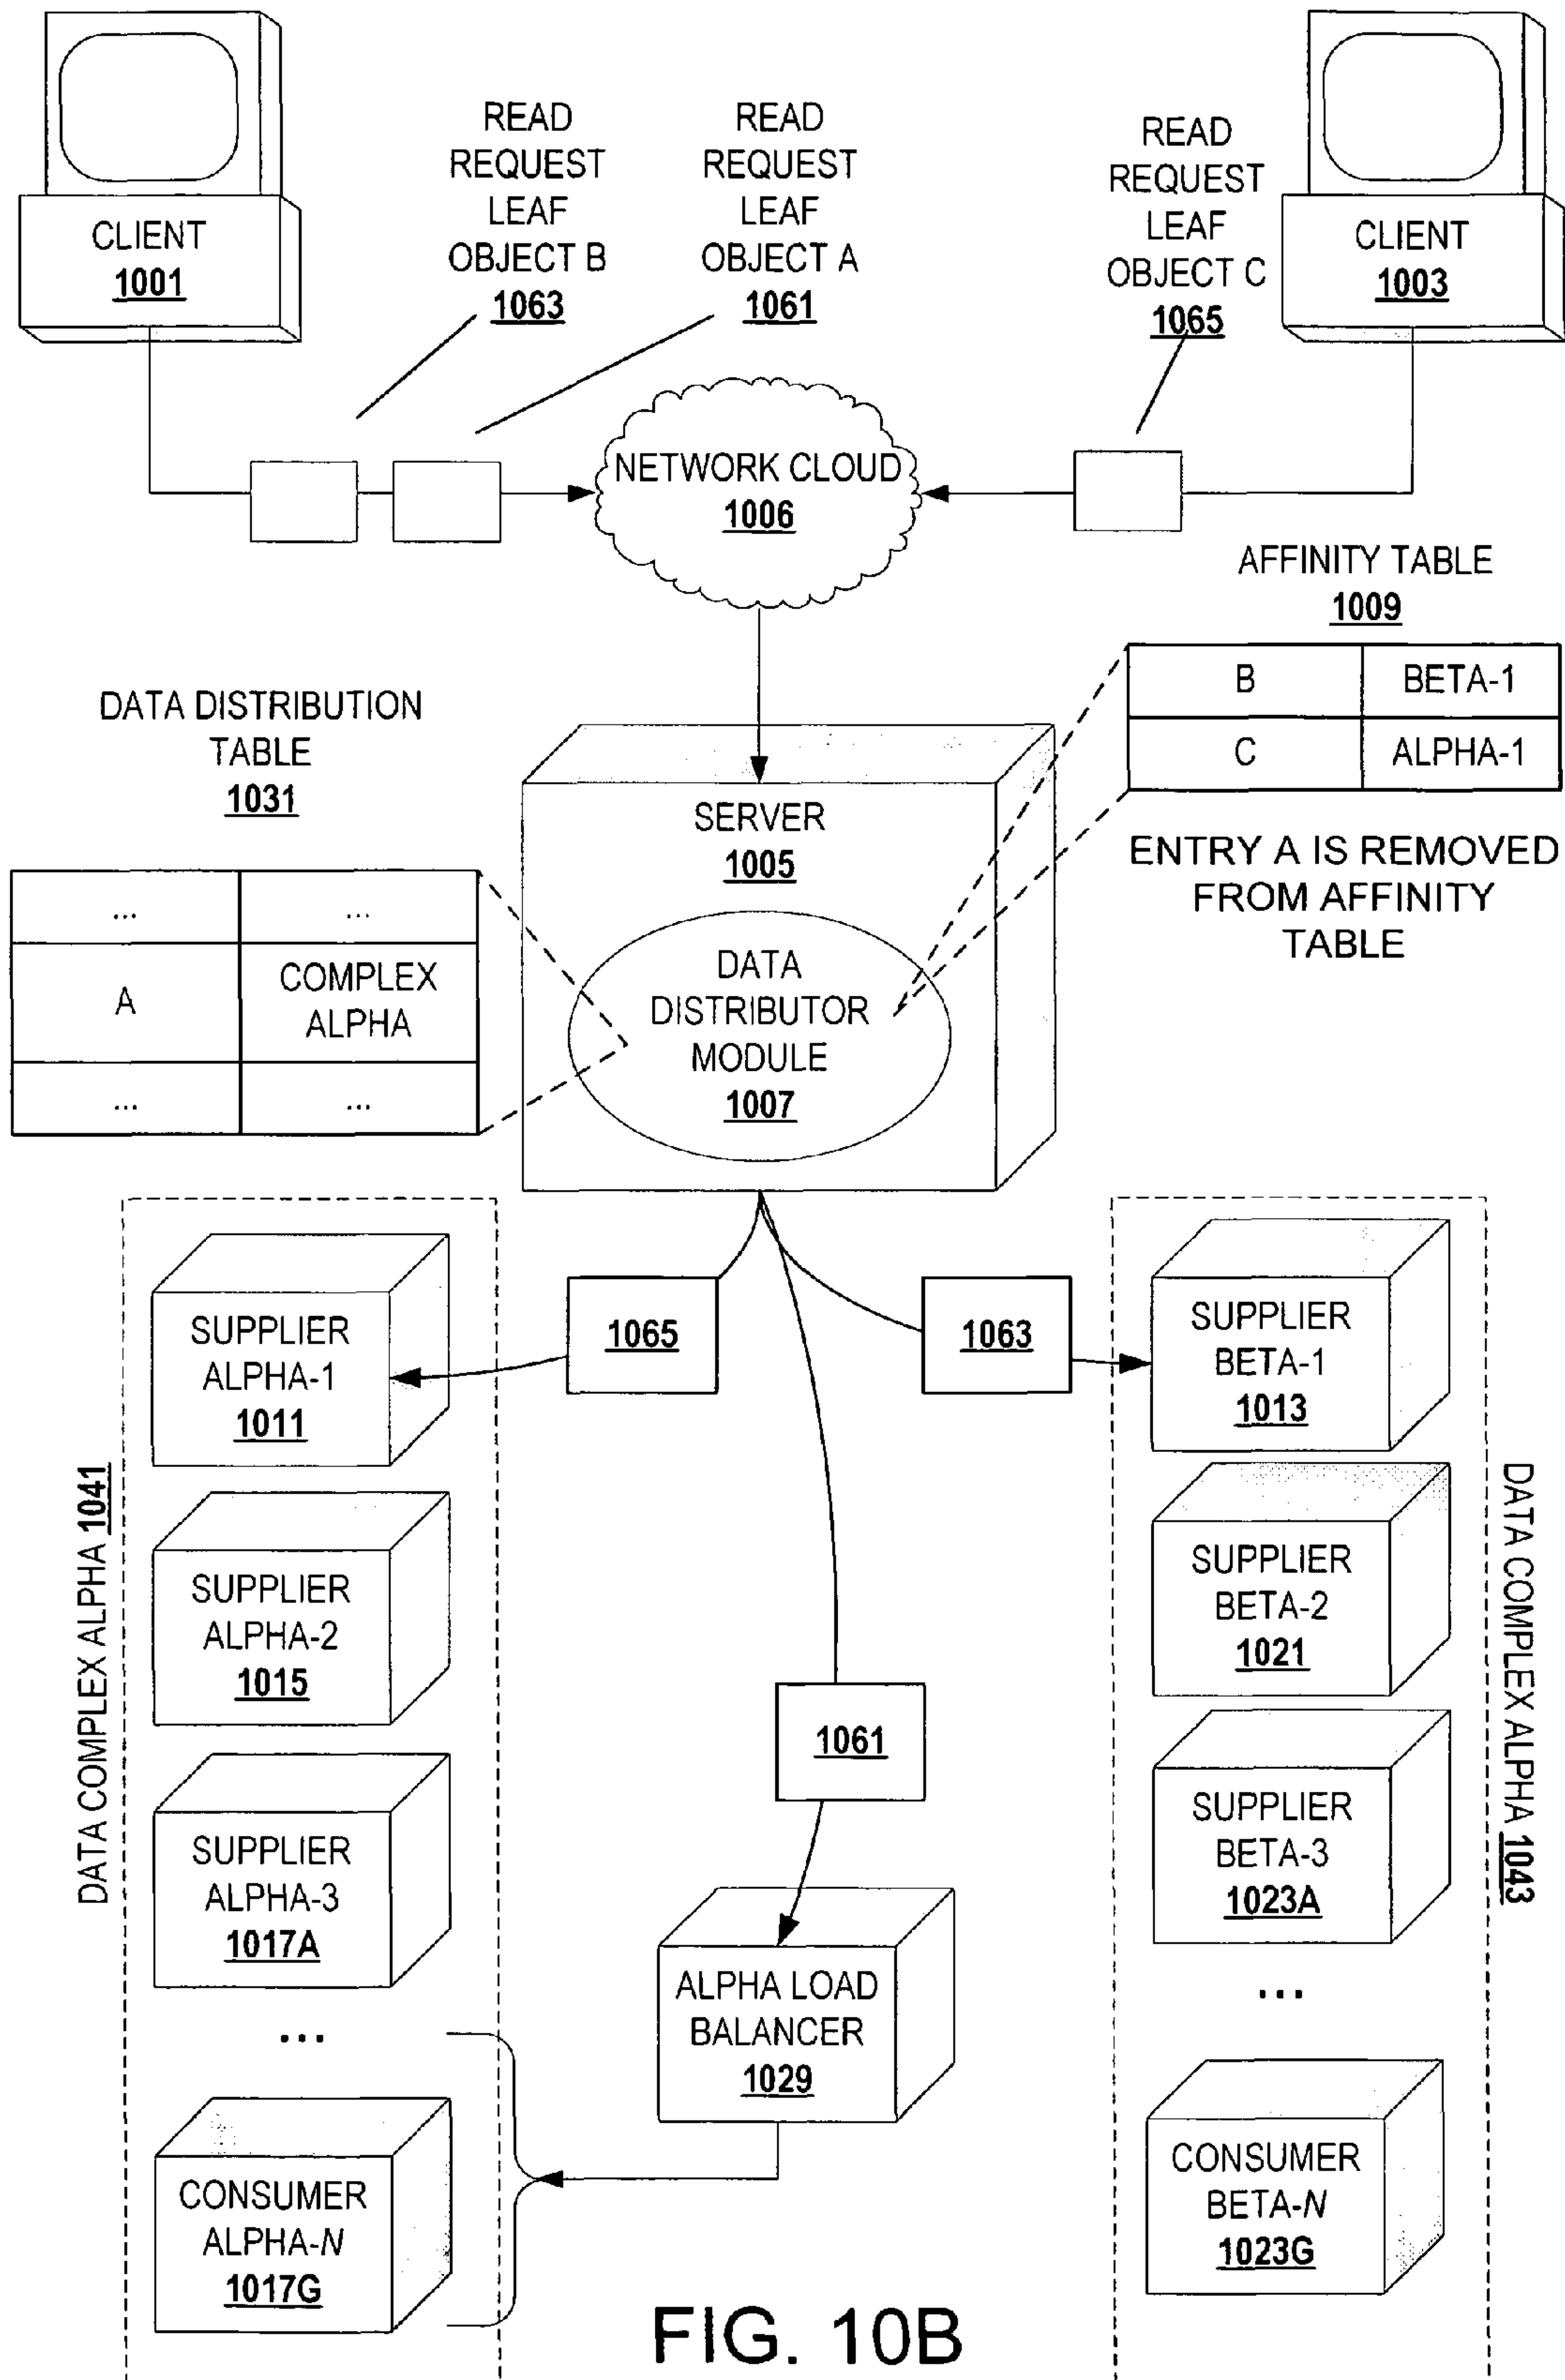 CLIENT
1001
READ
REQUEST
LEAF
OBJECT B
1063
READ
REQUEST
LEAF
OBJECT A
1061
READ
REQUEST
LEAF
OBJECT C
1065
CLIENT
1003
NETWORK CLOUD
1006
AFFINITY TABLE
1009
B BETA-1
C ALPHA-1
ENTRY A IS REMOVED
FROM AFFINITY
TABLE
DATA DISTRIBUTION
TABLE
1031
... ...
A COMPLEX
ALPHA
... ...
SERVER
1005
DATA
DISTRIBUTOR
MODULE
1007
DATA COMPLEX ALPHA 1041
SUPPLIER
ALPHA-1
1011
SUPPLIER
ALPHA-2
1015
SUPPLIER
ALPHA-3
1017A
...
CONSUMER
ALPHA-N
1017G
1065
1063
1061
ALPHA LOAD
BALANCER
1029
SUPPLIER
BETA-1
1013
SUPPLIER
BETA-2
1021
SUPPLIER
BETA-3
1023A
...
CONSUMER
BETA-N
1023G
DATA COMPLEX ALPHA 1043
FIG. 10B